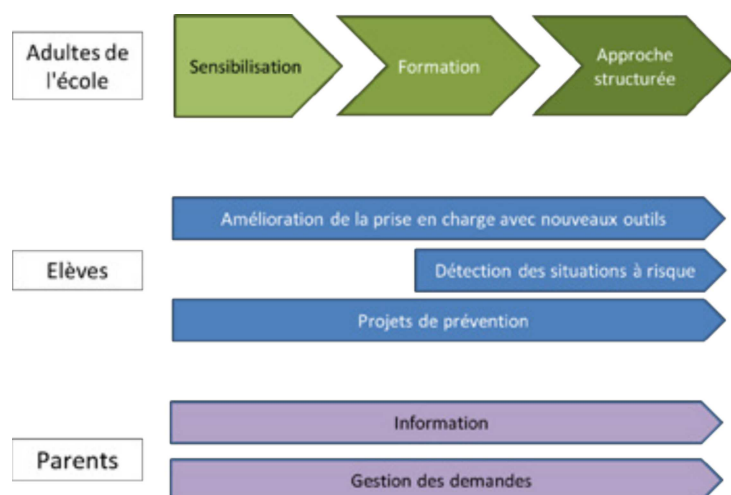 Adultes de
l'école
Sensibilisation
Formation
Approche
structurée
Amélioration de la prise en charge avec nouveaux outils
Elèves
Détection des situations à risque
Projets de prévention
Information
Parents
Gestion des demandes